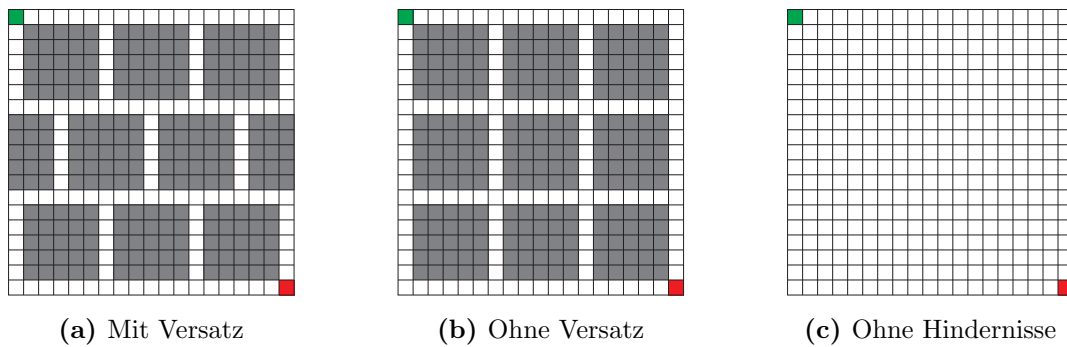 (a) Mit Versatz
(b) Ohne Versatz
(c) Ohne Hindernisse